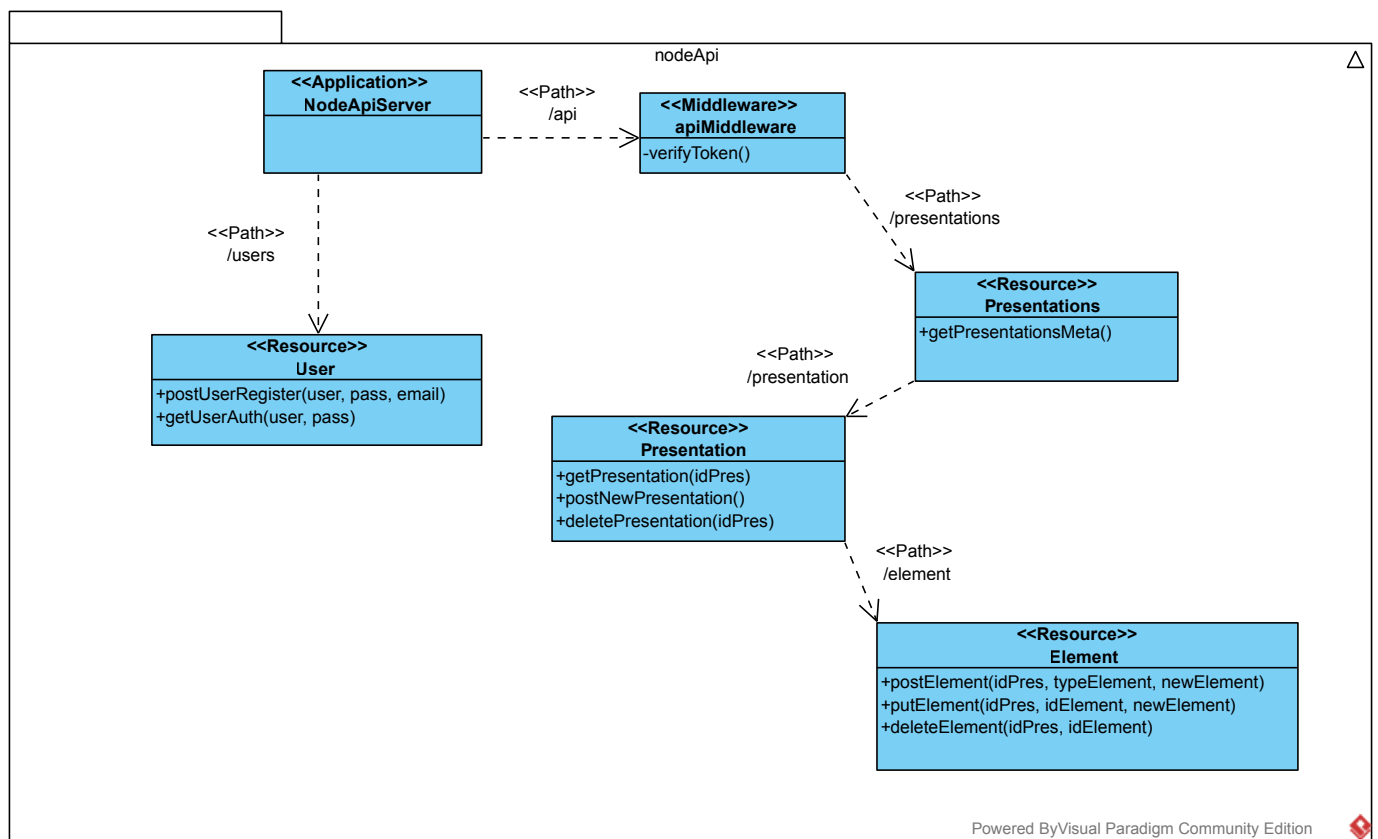 nodeApi
<<Application>>
NodeApiServer
<<Path>>
/api
<<Middleware>>
apiMiddleware
-verifyToken()
<<Path>>
/users
<<Path>>
/presentations
<<Resource>>
User
+postUserRegister(user, pass, email)
+getUserAuth(user, pass)
<<Resource>>
Presentations
+getPresentationsMeta()
<<Path>>
/presentation
<<Resource>>
Presentation
+getPresentation(idPres)
+postNewPresentation()
+deletePresentation(idPres)
<<Path>>
/element
<<Resource>>
Element
+postElement(idPres, typeElement, newElement)
+putElement(idPres, idElement, newElement)
+deleteElement(idPres, idElement)
Powered ByVisual Paradigm Community Edition